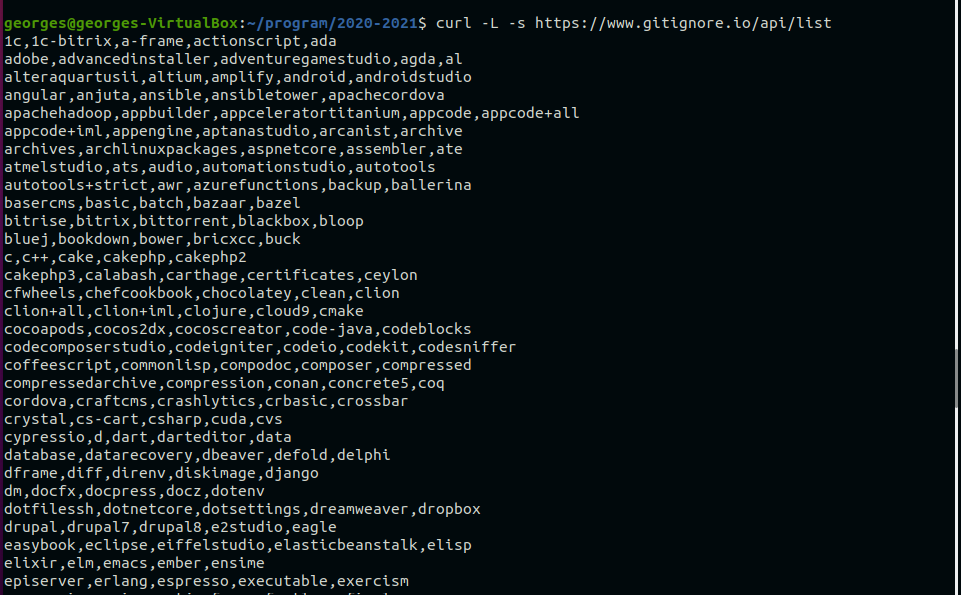 georges@georges-VirtualBox:~/program/2020-2021$ curl -L -s https://www.gitignore.io/api/list
1c,1c-bitrix,a-frame,actionscript,ada
adobe,advancedinstaller,adventuregamestudio,agda,al
alteraquartusii,altium,amplify,android,androidstudio
angular,anjuta,ansible,ansibletower,apachecordova
apachehadoop,appbuilder,appceleratortitanium,appcode,appcode+all
appcode+iml,appengine,aptanastudio,arcanist,archive
archives,archlinuxpackages,aspnetcore,assembler,ate
atmelstudio,ats,audio,automationstudio,autotools
autotools+strict,awr,azurefunctions,backup,ballerina
basercms,basic,batch,bazaar,bazel
bitrise,bitrix,bittorrent,blackbox,bloop
bluej,bookdown,bower,bricxcc,buck
c,c++,cake,cakephp,cakephp2
cakephp3,calabash,carthage,certificates,ceylon
cfwheels,chefcookbook,chocolatey,clean,clion
clion+all,clion+iml,clojure,cloud9,cmake
cocoapods,cocos2dx,cocoscreator,code-java,codeblocks
codecomposerstudio,codeigniter,codeio,codekit,codesniffer
coffeescript,commonlisp,compodoc,composer,compressed
compressedarchive,compression,conan,concrete5,coq
cordova,craftcms,crashlytics,crbasic,crossbar
crystal,cs-cart,csharp,cuda,cvs
cypressio,d,dart,darteditor,data
database,datarecovery,dbeaver,defold,delphi
dframe,diff,direnv,diskimage,django
dm,docfx,docpress,docz,dotenv
dotfilessh,dotnetcore,dotsettings,dreamweaver,dropbox
drupal,drupal7,drupal8,e2studio,eagle
easybook,eclipse,eiffelstudio,elasticbeanstalk,elisp
elixir,elm,emacs,ember,ensime
episerver,erlang,espresso,executable,exercism